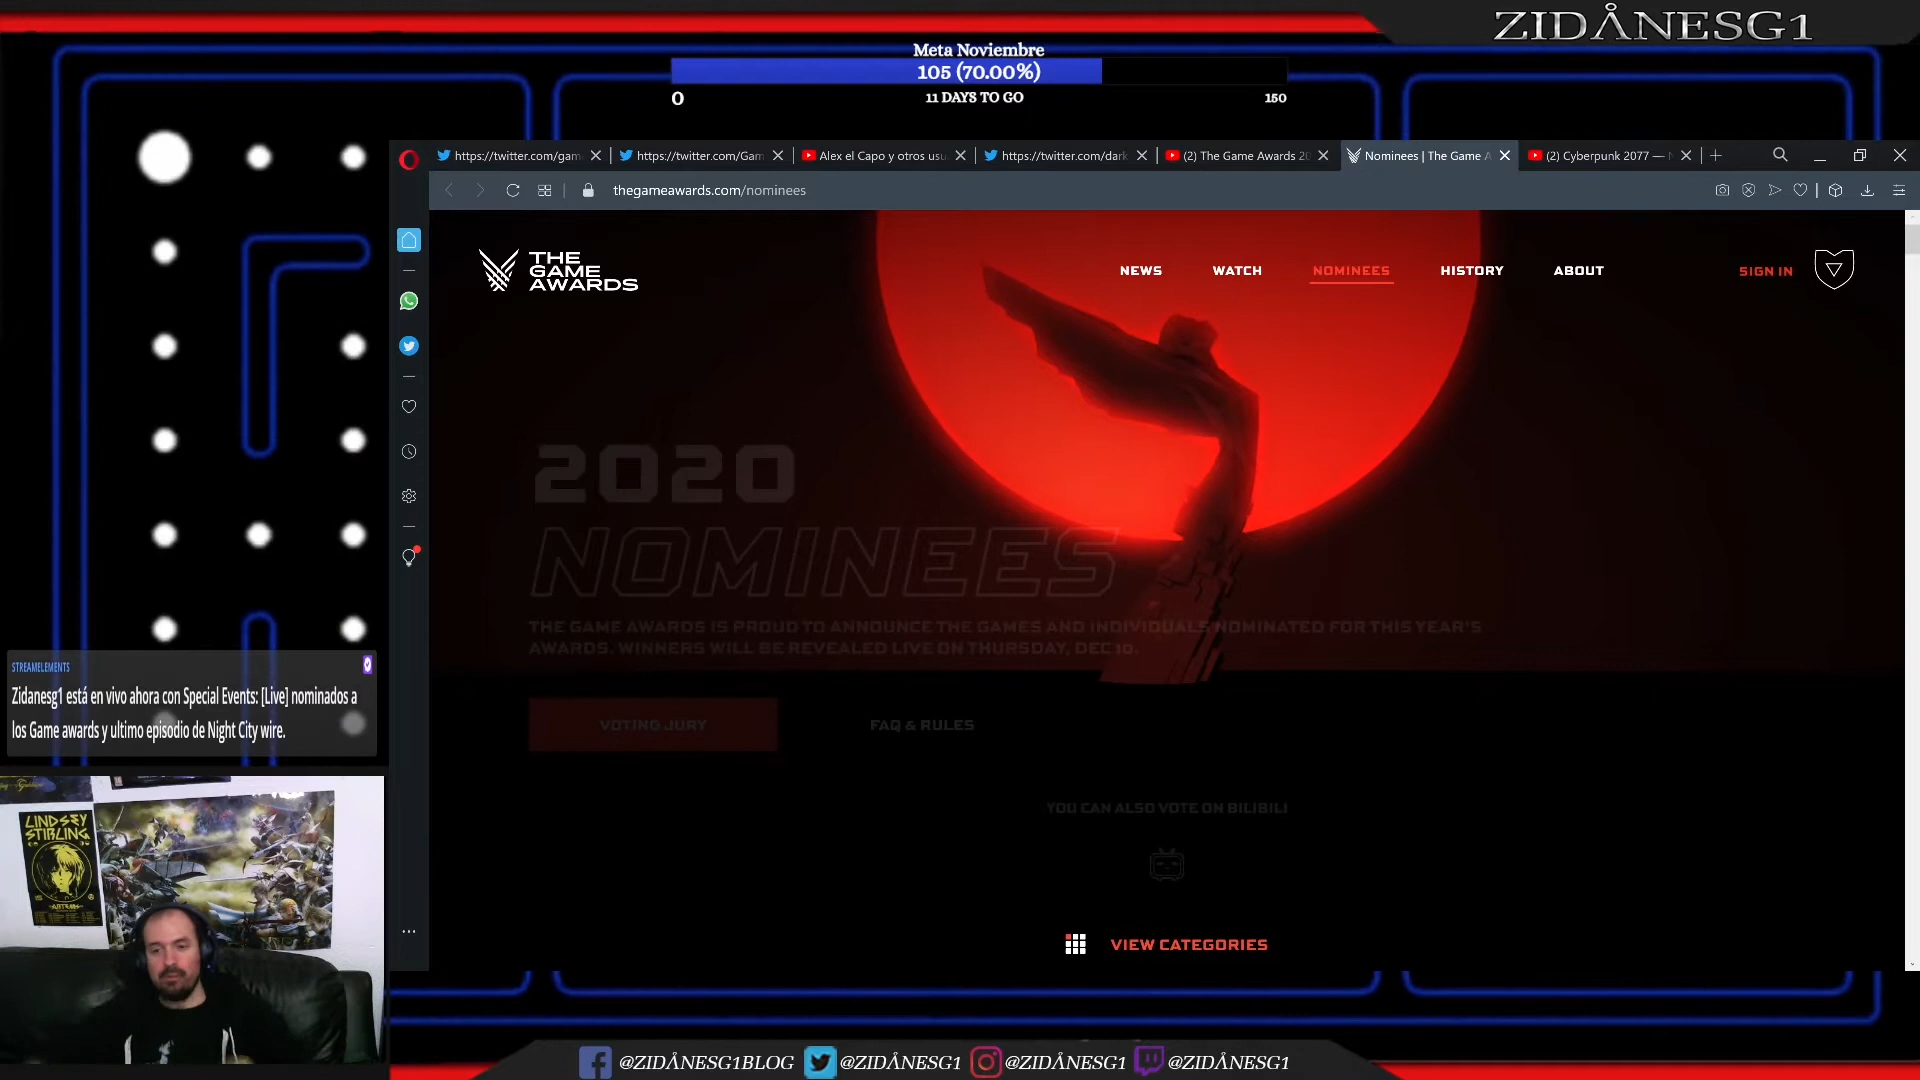 ZIDÅNESG1
Meta Noviembre
105 (70.00%)
0
11 DAYS TO GO
150
https://twitter.com/gam
https://twitter.com/Gam
Alex el Capo y otros usu
https://twitter.com/dark
(2) The Game Awards 20
Nominees | The Game A
(2) Cyberpunk 2077 —
thegameawards.com/nominees
THE
GAME
AWARDS
NEWS
WATCH
NOMINEES
HISTORY
ABOUT
SIGN IN
2020
NOMINEES
THE GAME AWARDS IS PROUD TO ANNOUNCE THE GAMES AND INDIVIDUALS NOMINATED FOR THIS YEAR'S
AWARDS. WINNERS WILL BE REVEALED LIVE ON THURSDAY, DEC 10.
VOTING JURY
FAQ & RULES
YOU CAN ALSO VOTE ON BILIBILI
VIEW CATEGORIES
STREAMELEMENTS
Zidanesg1 está en vivo ahora con Special Events: [Live] nominados a
los Game awards y ultimo episodio de Night City wire.
LINDSEY
STIRLING
ARTEMIS
@ZIDÅNESG1BLOG
@ZIDÅNESG1
@ZIDÅNESG1
@ZIDÅNESG1